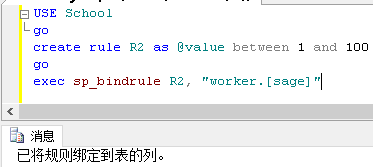 USE School
go
create rule R2 as @value between 1 and 100
go
exec sp_bindrule R2, "worker.[sage]"
消息
已将规则绑定到表的列。